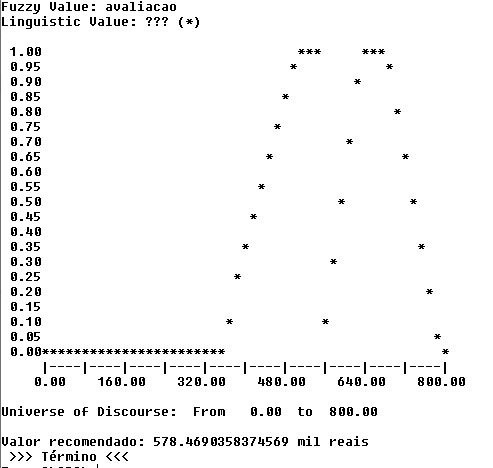 Fuzzy Value: avaliacao
Linguistic Value: ??? (*)
1.00 *** ***
0.95 * *
0.90 *
0.85 *
0.80 *
0.75 *
0.70 *
0.65 * *
0.60
0.55 *
0.50 * *
0.45 *
0.40
0.35 * *
0.30 *
0.25 *
0.20 *
0.15
0.10 * *
0.05 *
0.00*********************** *
|----|----|----|----|----|----|----|----|----|----|
0.00 160.00 320.00 480.00 640.00 800.00
Universe of Discourse: From 0.00 to 800.00
Valor recomendado: 578.4690358374569 mil reais
>>> Término <<<